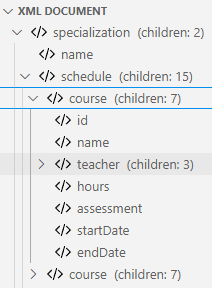 XML DOCUMENT
</> specialization (children: 2)
</> name
</> schedule (children: 15)
</> course (children: 7)
</> id
</> name
</> teacher (children: 3)
</> hours
</> assessment
</> startDate
</> endDate
</> course (children: 7)